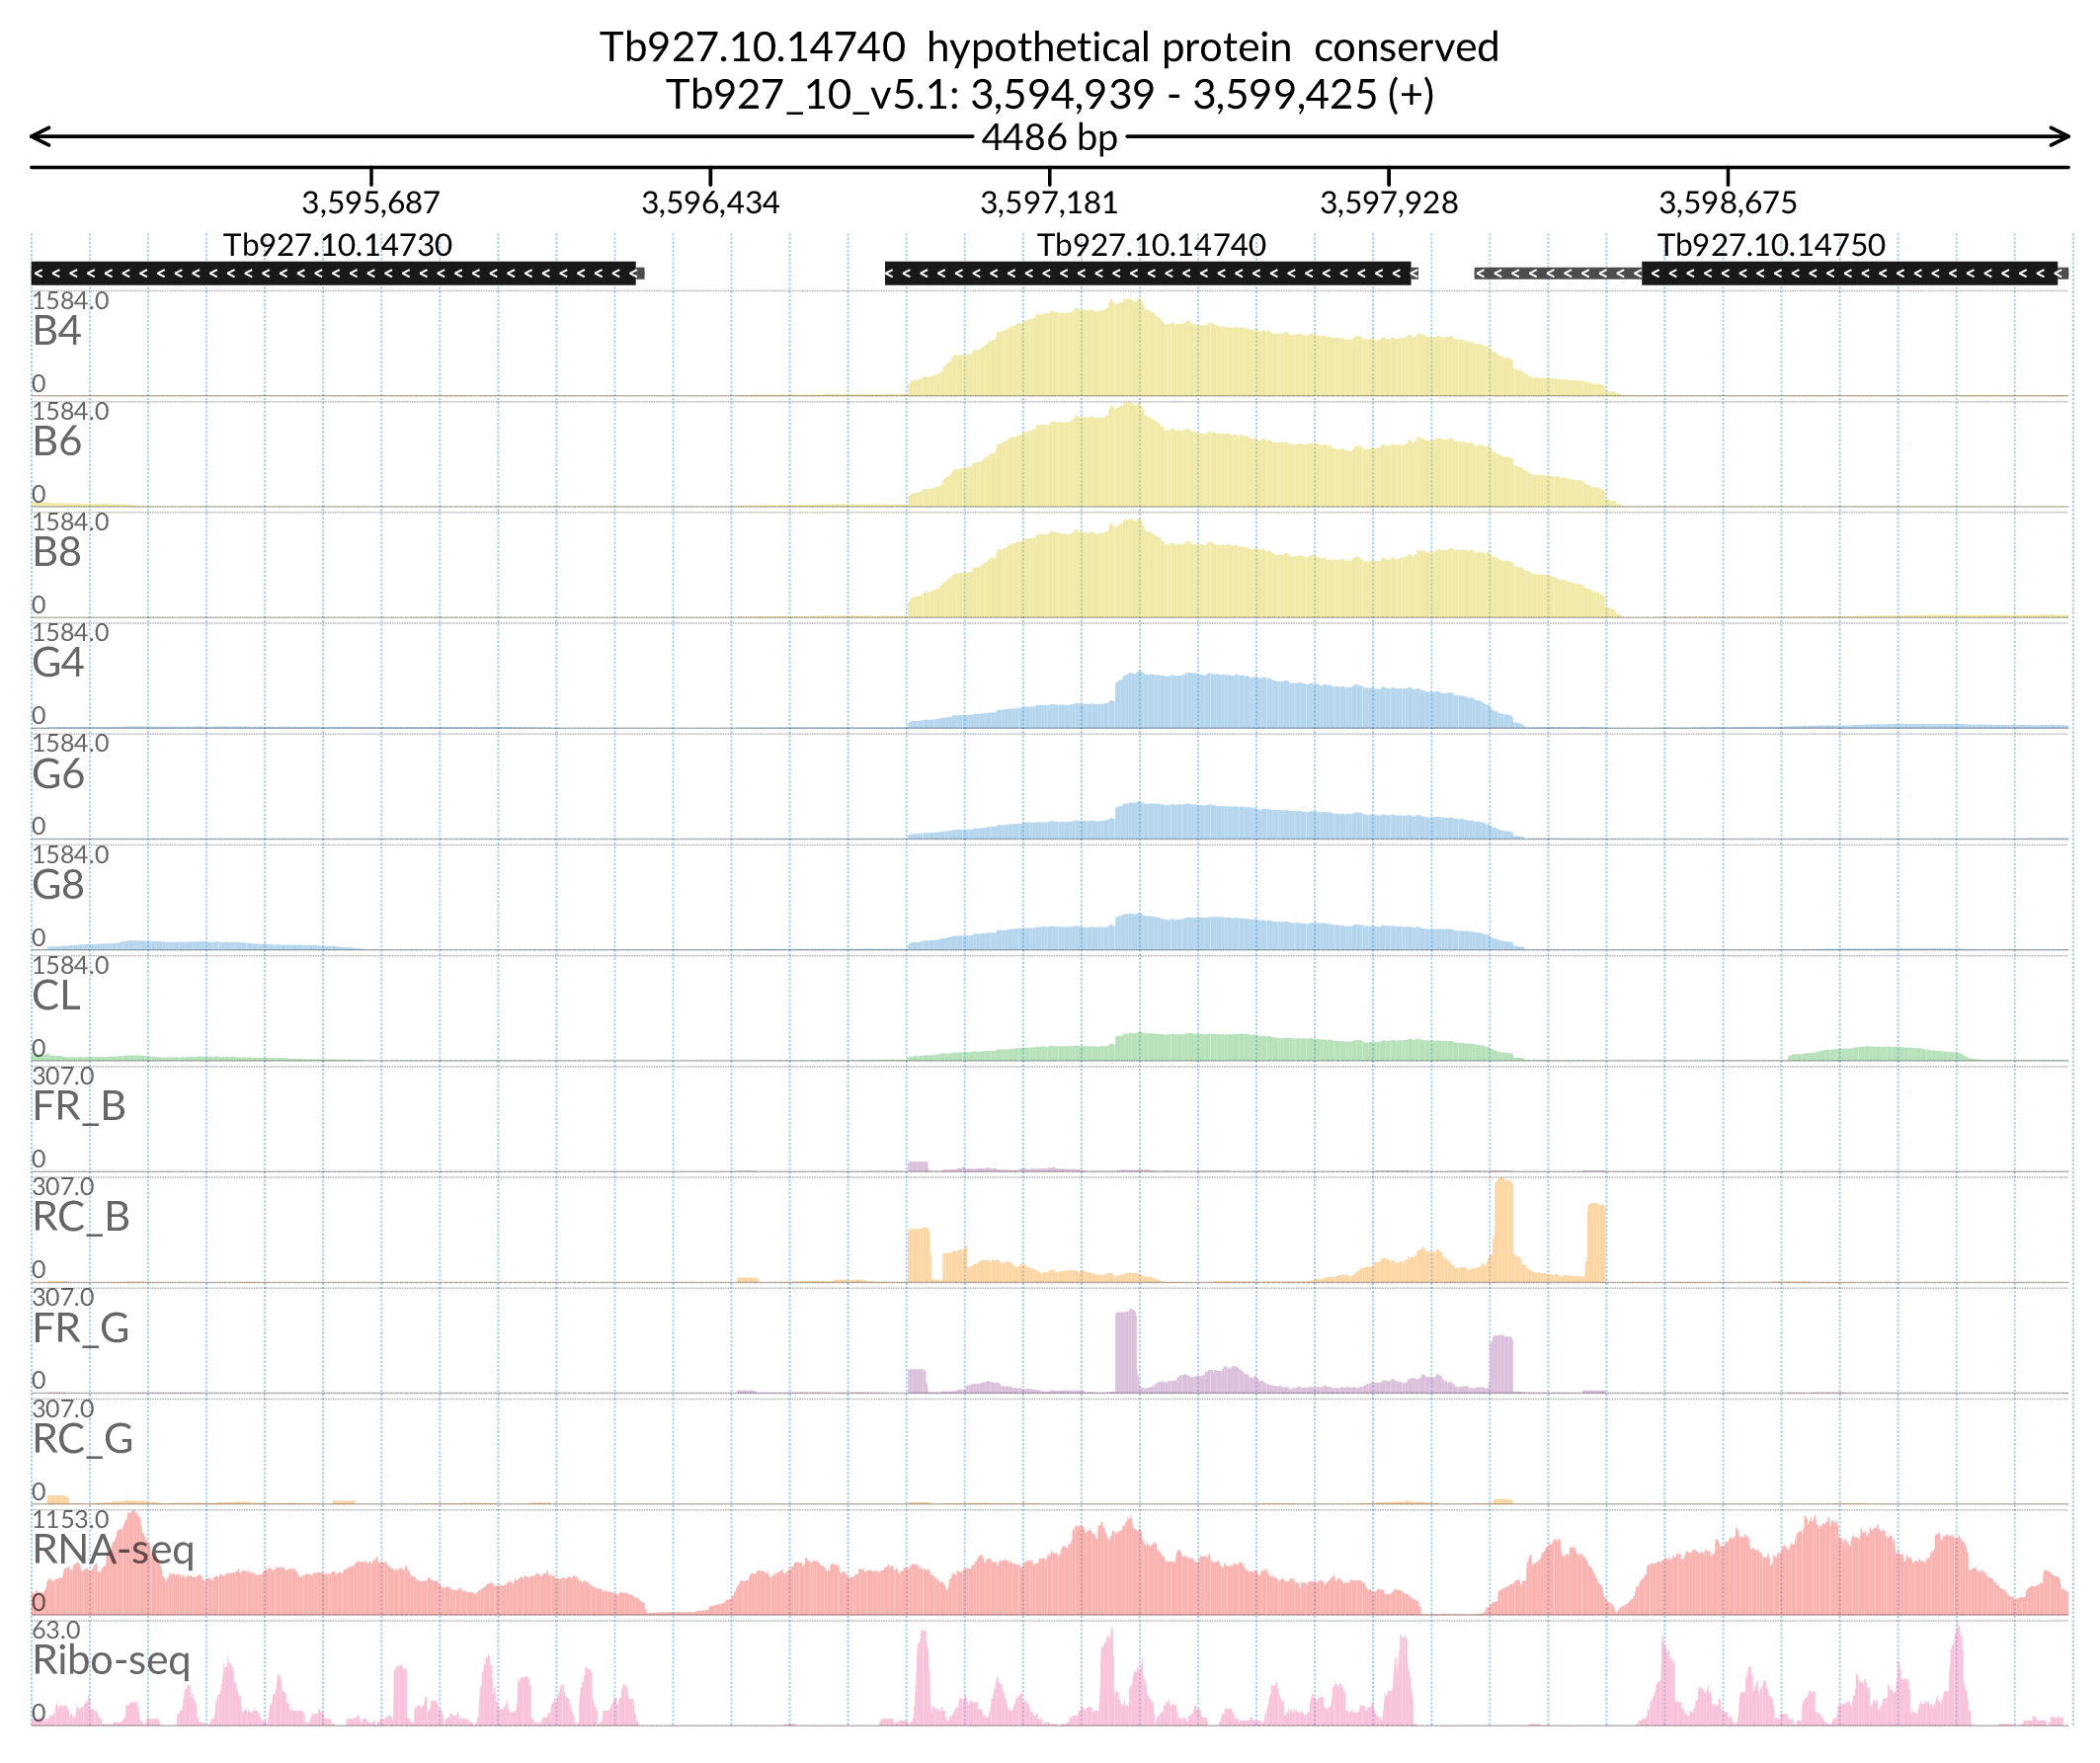 Tb927.10.14740 hypothetical protein conserved
Tb927_10_v5.1: 3,594,939 - 3,599,425 (+)
4486 bp
3,595,687 3,596,434 3,597,181 3,597,928 3,598,675
Tb927.10.14730 Tb927.10.14740 Tb927.10.14750
1584.0
B4
0
1584.0
B6
0
1584.0
B8
0
1584.0
G4
0
1584.0
G6
0
1584.0
G8
0
1584.0
CL
0
307.0
FR_B
0
307.0
RC_B
0
307.0
FR_G
0
307.0
RC_G
0
1153.0
RNA-seq
0
63.0
Ribo-seq
0